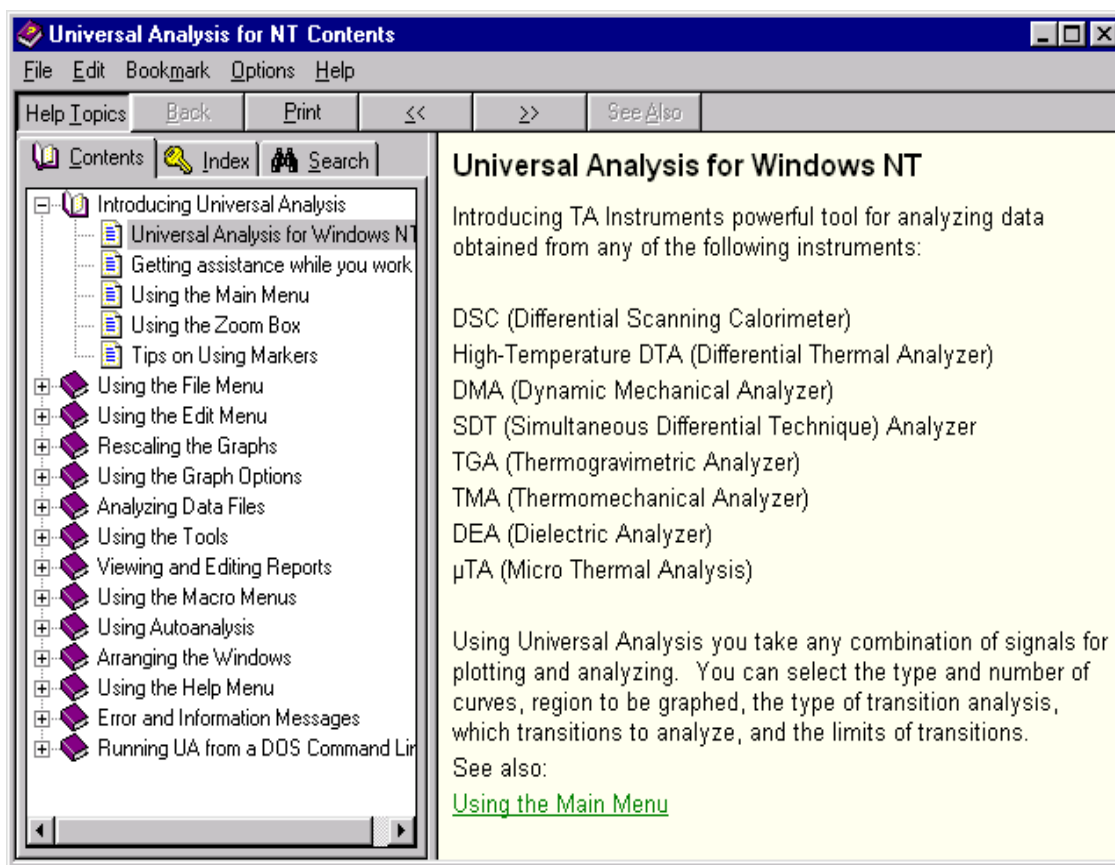 Universal Analysis for NT Contents
File Edit Bookmark Options Help
Help Topics Back Print << >> See Also
Contents Index Search
Introducing Universal Analysis
Universal Analysis for Windows NT
Getting assistance while you work
Using the Main Menu
Using the Zoom Box
Tips on Using Markers
Using the File Menu
Using the Edit Menu
Rescaling the Graphs
Using the Graph Options
Analyzing Data Files
Using the Tools
Viewing and Editing Reports
Using the Macro Menus
Using Autoanalysis
Arranging the Windows
Using the Help Menu
Error and Information Messages
Running UA from a DOS Command Lin
Universal Analysis for Windows NT
Introducing TA Instruments powerful tool for analyzing data
obtained from any of the following instruments:
DSC (Differential Scanning Calorimeter)
High-Temperature DTA (Differential Thermal Analyzer)
DMA (Dynamic Mechanical Analyzer)
SDT (Simultaneous Differential Technique) Analyzer
TGA (Thermogravimetric Analyzer)
TMA (Thermomechanical Analyzer)
DEA (Dielectric Analyzer)
µTA (Micro Thermal Analysis)
Using Universal Analysis you take any combination of signals for
plotting and analyzing. You can select the type and number of
curves, region to be graphed, the type of transition analysis,
which transitions to analyze, and the limits of transitions.
See also:
Using the Main Menu